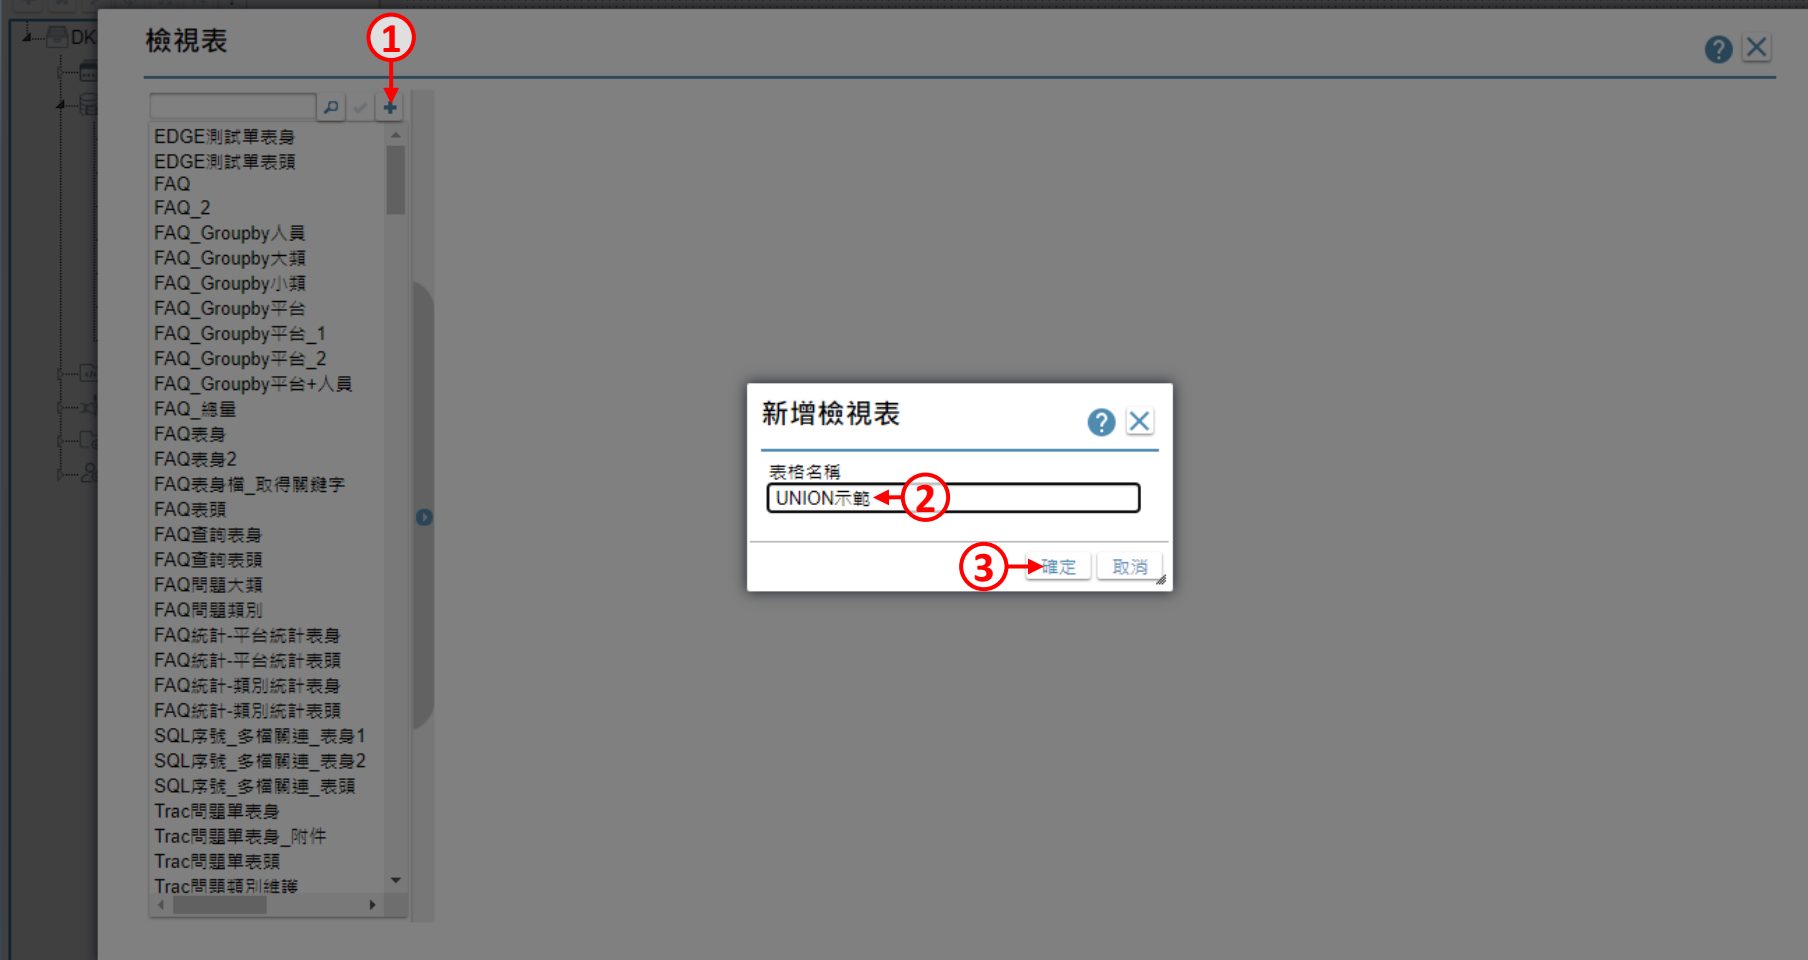 DK
檢視表
1
EDGE測試單表身
EDGE測試單表頭
FAQ
FAQ_2
FAQ_Groupby人員
FAQ_Groupby大類
FAQ_Groupby小類
FAQ_Groupby平台
FAQ_Groupby平台_1
FAQ_Groupby平台_2
FAQ_Groupby平台+人員
FAQ_總量
FAQ表身
FAQ表身2
FAQ表身檔_取得關鍵字
FAQ表頭
FAQ查詢表身
FAQ查詢表頭
FAQ問題大類
FAQ問題類別
FAQ統計-平台統計表身
FAQ統計-平台統計表頭
FAQ統計-類別統計表身
FAQ統計-類別統計表頭
SQL序號_多檔關連_表身1
SQL序號_多檔關連_表身2
SQL序號_多檔關連_表頭
Trac問題單表身
Trac問題單表身_附件
Trac問題單表頭
Trac問題類別維護
新增檢視表
表格名稱
UNION示範
2
3
確定
取消